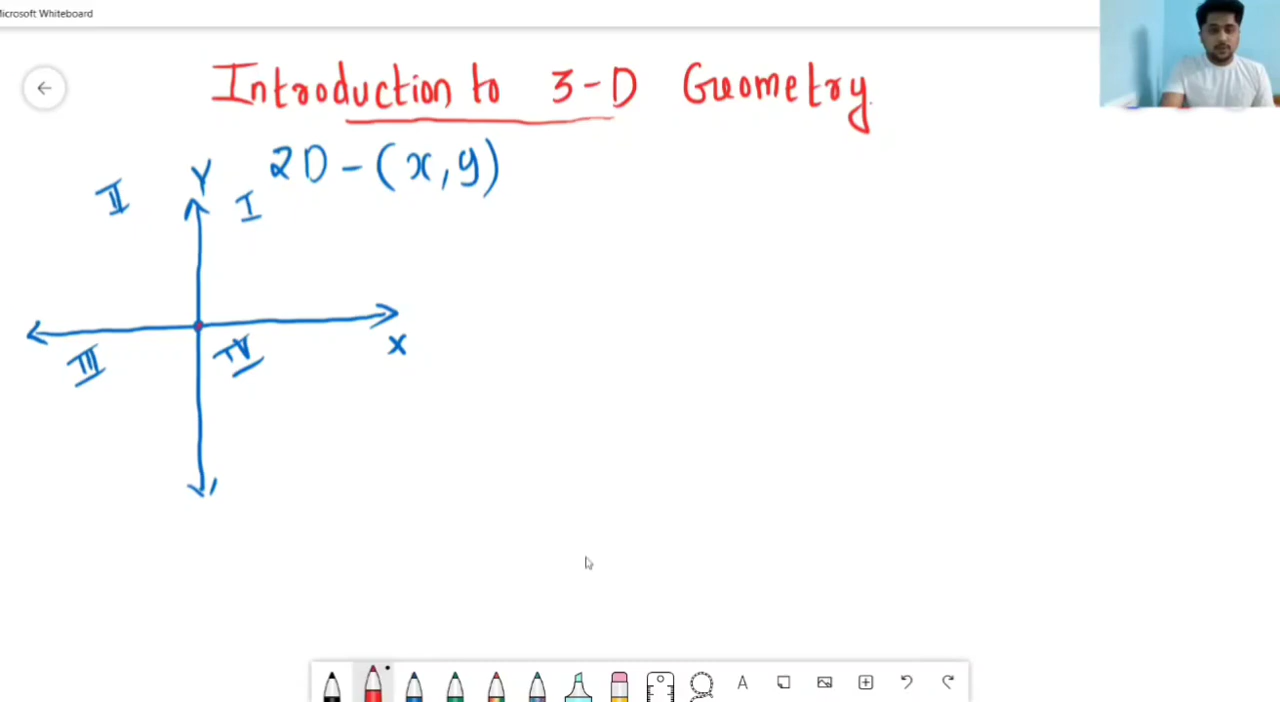 Microsoft Whiteboard
Introduction to 3-D Geometry
2D - (x, y)
Y
II
I
III
IV
X
A